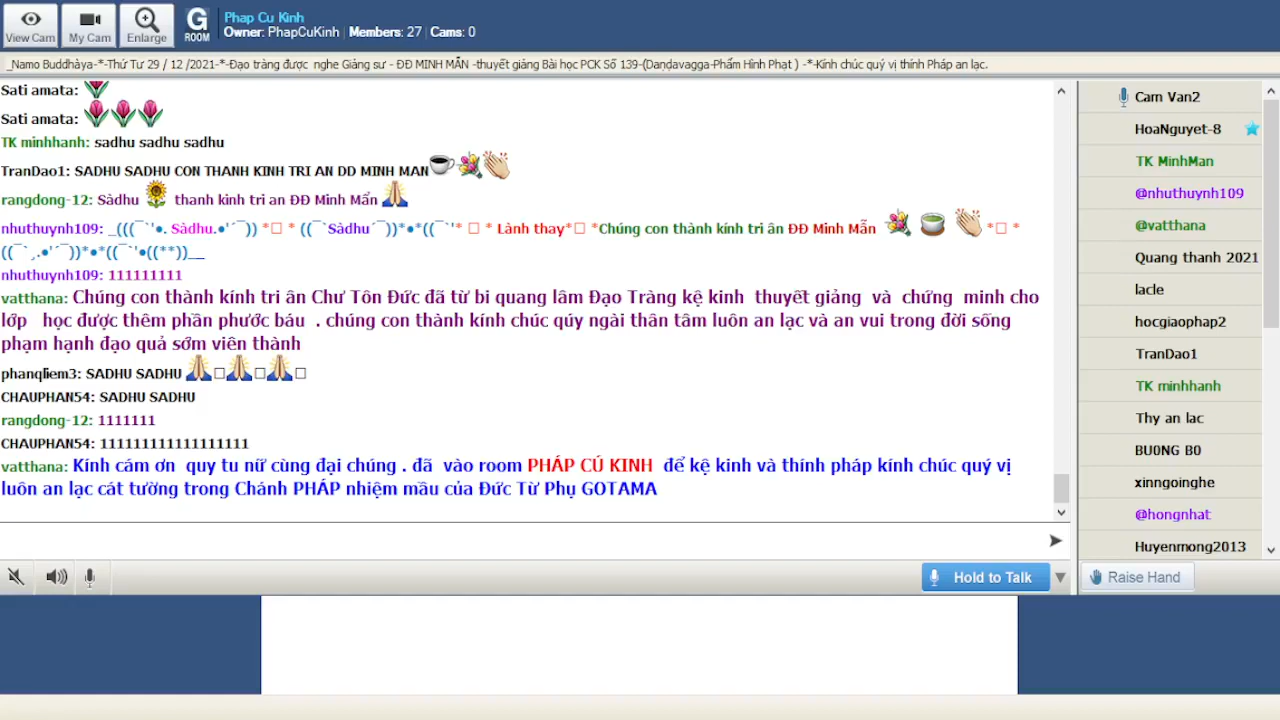 View Cam
My Cam
Enlarge
G
ROOM
Phap Cu Kinh
Owner: PhapCuKinh | Members: 27 | Cams: 0
_Namo Buddhàya-*-Thứ Tư 29 / 12 /2021-*-Đạo tràng được nghe Giảng sư - ĐĐ MINH MẪN -thuyết giảng Bài học PCK Số 139-(Daṇḍavagga-Phẩm Hình Phạt ) -*-Kính chúc quý vị thính Pháp an lạc.
Sati amata:
Sati amata:
TK minhhanh: sadhu sadhu sadhu
TranDao1: SADHU SADHU CON THANH KINH TRI AN DD MINH MAN
rangdong-12: Sàdhu thanh kinh tri an ĐĐ Minh Mẩn
nhuthuynh109: _(((¯`'•. Sàdhu.•'´¯)) *□ * ((¯`Sàdhu´¯))*•*((¯`'* □ * Lành thay*□ *Chúng con thành kính tri ân ĐĐ Minh Mẫn *□ *
((¯`¸.•'´¯))*•*((¯`'•((**))__
nhuthuynh109: 111111111
vatthana: Chúng con thành kính tri ân Chư Tôn Đức đã từ bi quang lâm Đạo Tràng kệ kinh thuyết giảng và chứng minh cho
lớp học được thêm phần phước báu . chúng con thành kính chúc qúy ngài thân tâm luôn an lạc và an vui trong đời sống
phạm hạnh đạo quả sớm viên thành
phanqliem3: SADHU SADHU □□□
CHAUPHAN54: SADHU SADHU
rangdong-12: 1111111
CHAUPHAN54: 111111111111111111
vatthana: Kính cám ơn quy tu nữ cùng đại chúng . đã vào room PHÁP CÚ KINH để kệ kinh và thính pháp kính chúc quý vị
luôn an lạc cát tường trong Chánh PHÁP nhiệm mầu của Đức Từ Phụ GOTAMA
Hold to Talk
Cam Van2
HoaNguyet-8
TK MinhMan
@nhuthuynh109
@vatthana
Quang thanh 2021
lacle
hocgiaophap2
TranDao1
TK minhhanh
Thy an lac
BU0NG B0
xinngoinghe
@hongnhat
Huyenmong2013
Raise Hand